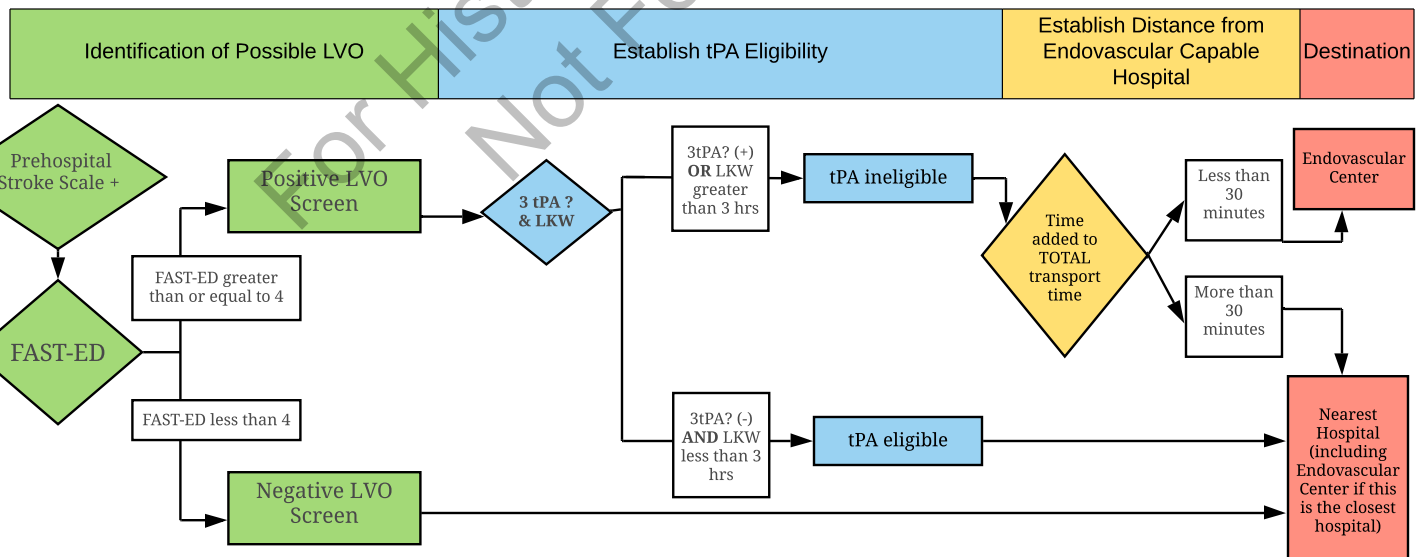 Identification of Possible LVO
Establish tPA Eligibility
Establish Distance from
Endovascular Capable
Hospital
Destination
Prehospital
Stroke Scale +
FAST-ED
FAST-ED greater
than or equal to 4
FAST-ED less than 4
Positive LVO
Screen
Negative LVO
Screen
3 tPA ?
& LKW
3tPA? (+)
OR LKW
greater
than 3 hrs
3tPA? (-)
AND LKW
less than 3
hrs
tPA ineligible
tPA eligible
Time
added to
TOTAL
transport
time
Less than
30
minutes
More than
30
minutes
Endovascular
Center
Nearest
Hospital
(including
Endovascular
Center if this
is the closest
hospital)
For
Not